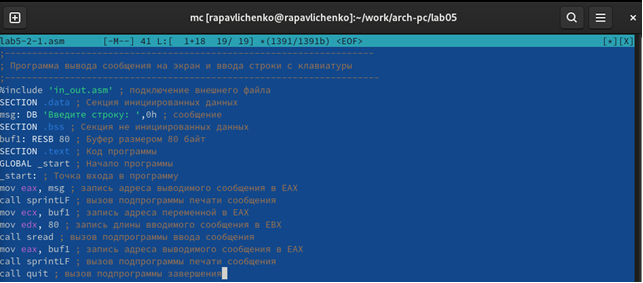 mc [rapavlichenko@rapavlichenko]:~/work/arch-pc/lab05
lab5-2-1.asm [-M--] 41 L:[ 1+18 19/ 19] *(1391/1391b) <EOF> [*][X]
;--------------------------------------------------------------------
; Программа вывода сообщения на экран и ввода строки с клавиатуры
;---------------------------------------------------------------------
%include 'in_out.asm' ; подключение внешнего файла
SECTION .data ; Секция инициированных данных
msg: DB 'Введите строку: ',0h ; сообщение
SECTION .bss ; Секция не инициированных данных
buf1: RESB 80 ; Буфер размером 80 байт
SECTION .text ; Код программы
GLOBAL _start ; Начало программы
_start: ; Точка входа в программу
mov eax, msg ; запись адреса выводимого сообщения в EAX
call sprintLF ; вызов подпрограммы печати сообщения
mov ecx, buf1 ; запись адреса переменной в EAX
mov edx, 80 ; запись длины вводимого сообщения в EBX
call sread ; вызов подпрограммы ввода сообщения
mov eax, buf1 ; запись адреса выводимого сообщения в EAX
call sprintLF ; вызов подпрограммы печати сообщения
call quit ; вызов подпрограммы завершения